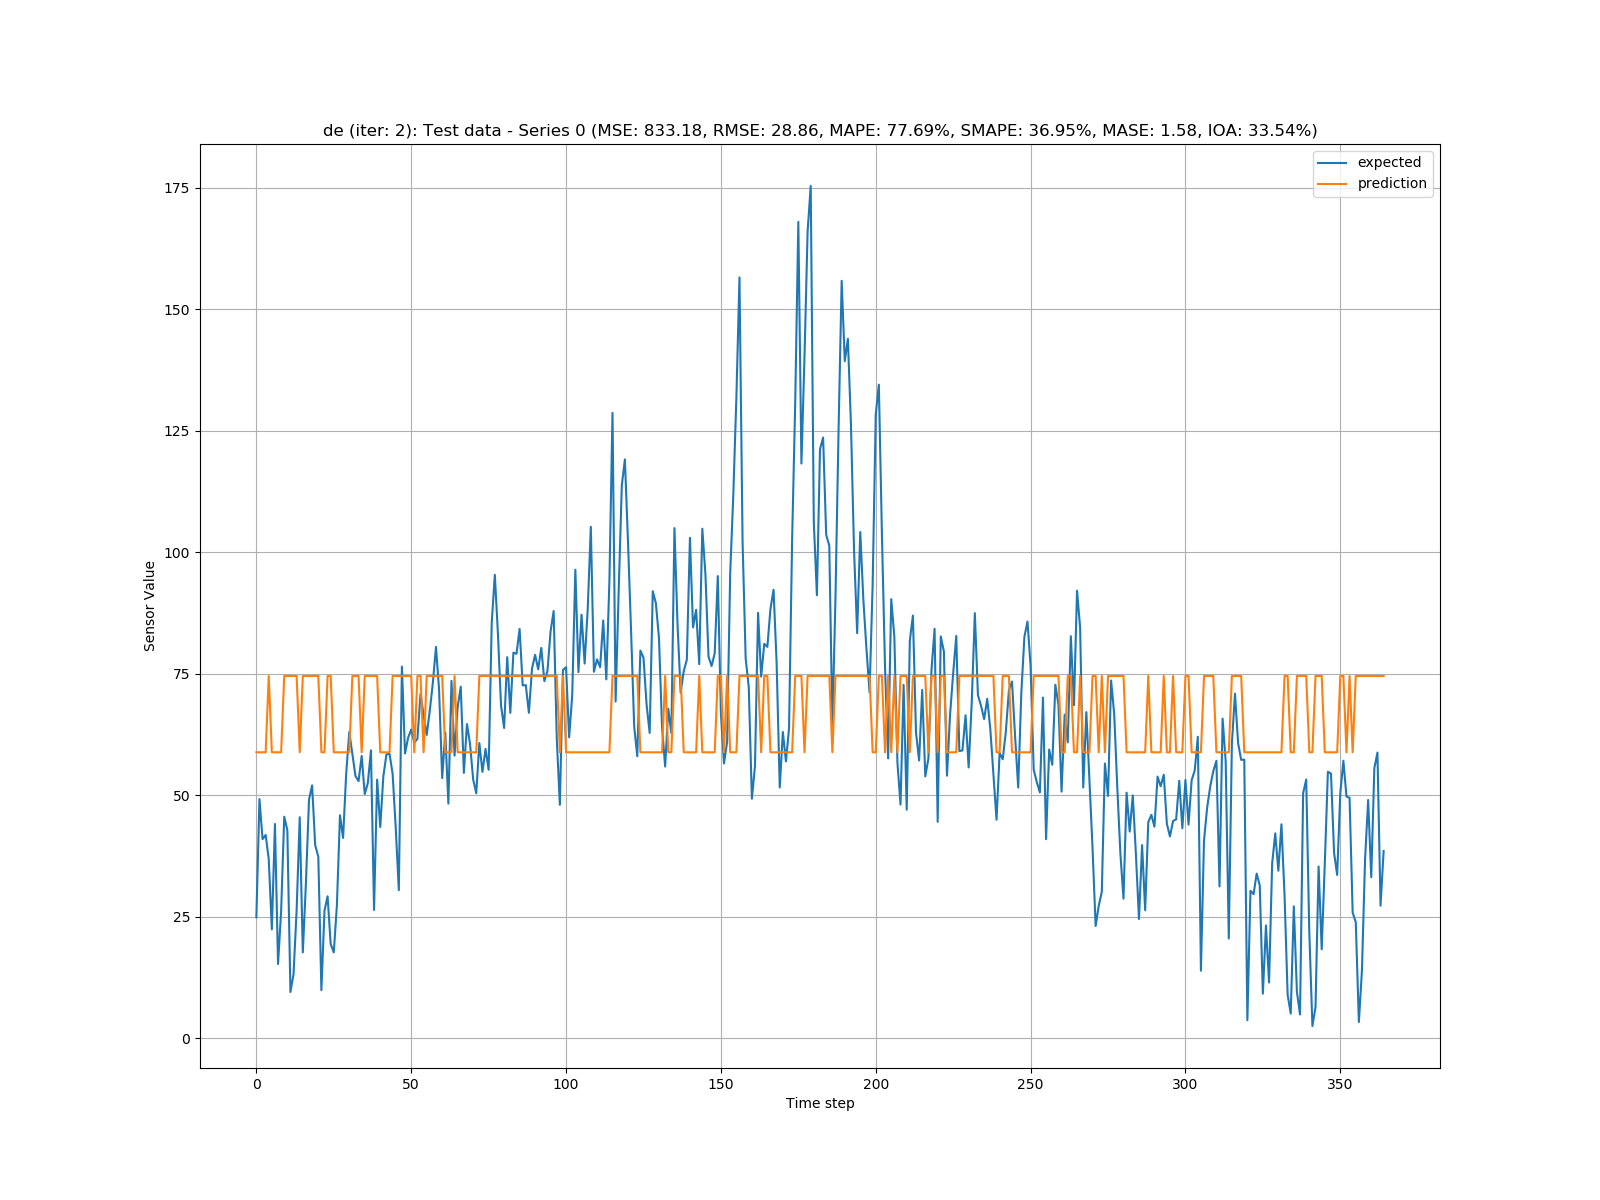 de (iter: 2): Test data - Series 0 (MSE: 833.18, RMSE: 28.86, MAPE: 77.69%, SMAPE: 36.95%, MASE: 1.58, IOA: 33.54%)
expected
prediction
175
150
125
100
75
50
25
0
Sensor Value
0 50 100 150 200 250 300 350
Time step